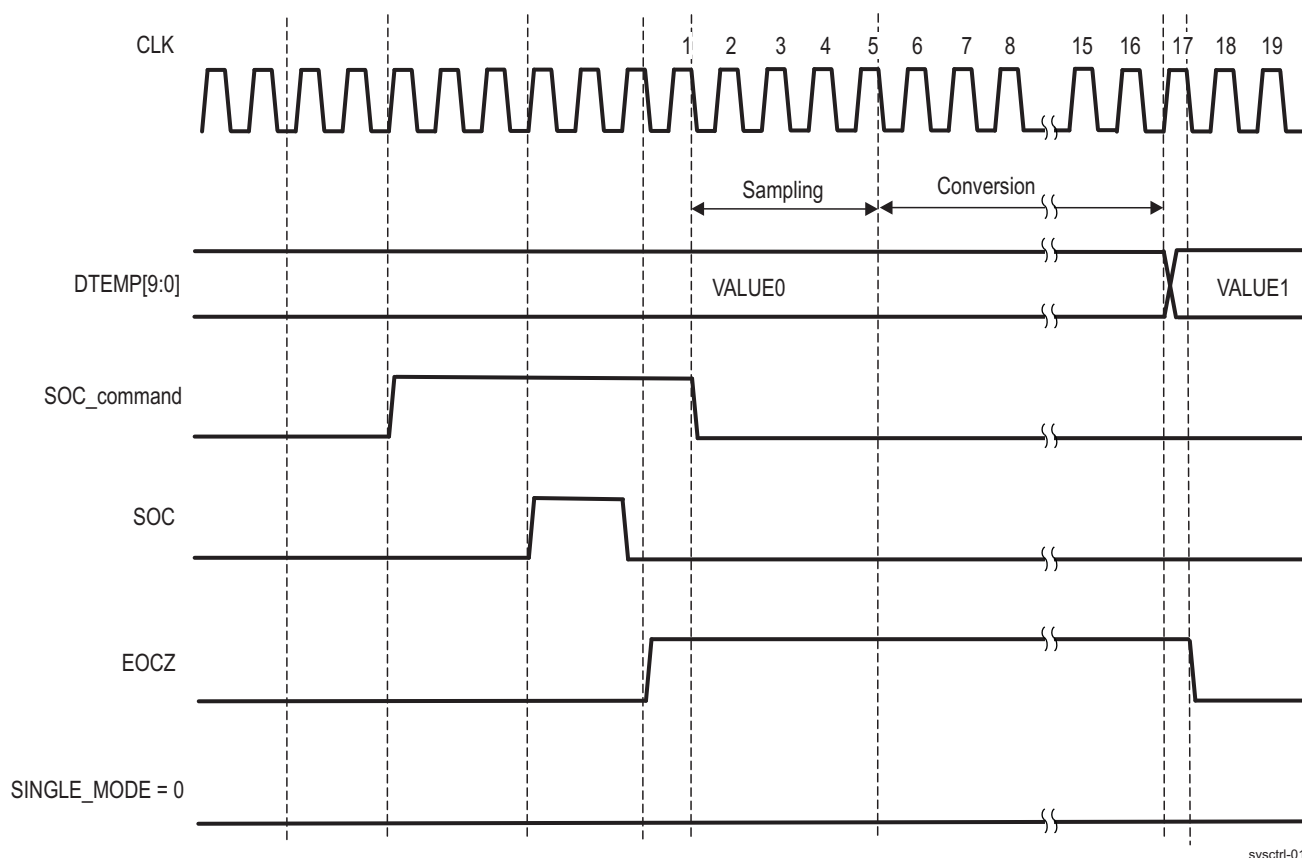 CLK
1 2 3 4 5 6 7 8 15 16 17 18 19
Sampling
Conversion
DTEMP[9:0]
VALUE0
VALUE1
SOC_command
SOC
EOCZ
SINGLE_MODE = 0